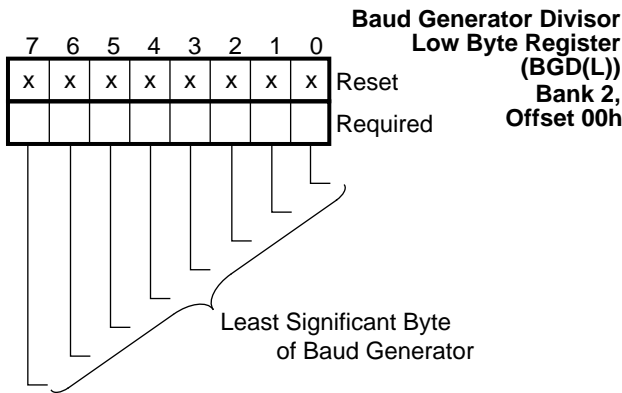 Baud Generator Divisor
Low Byte Register
(BGD(L))
Bank 2,
Offset 00h
7 6 5 4 3 2 1 0
x x x x x x x x Reset
Required
Least Significant Byte
of Baud Generator